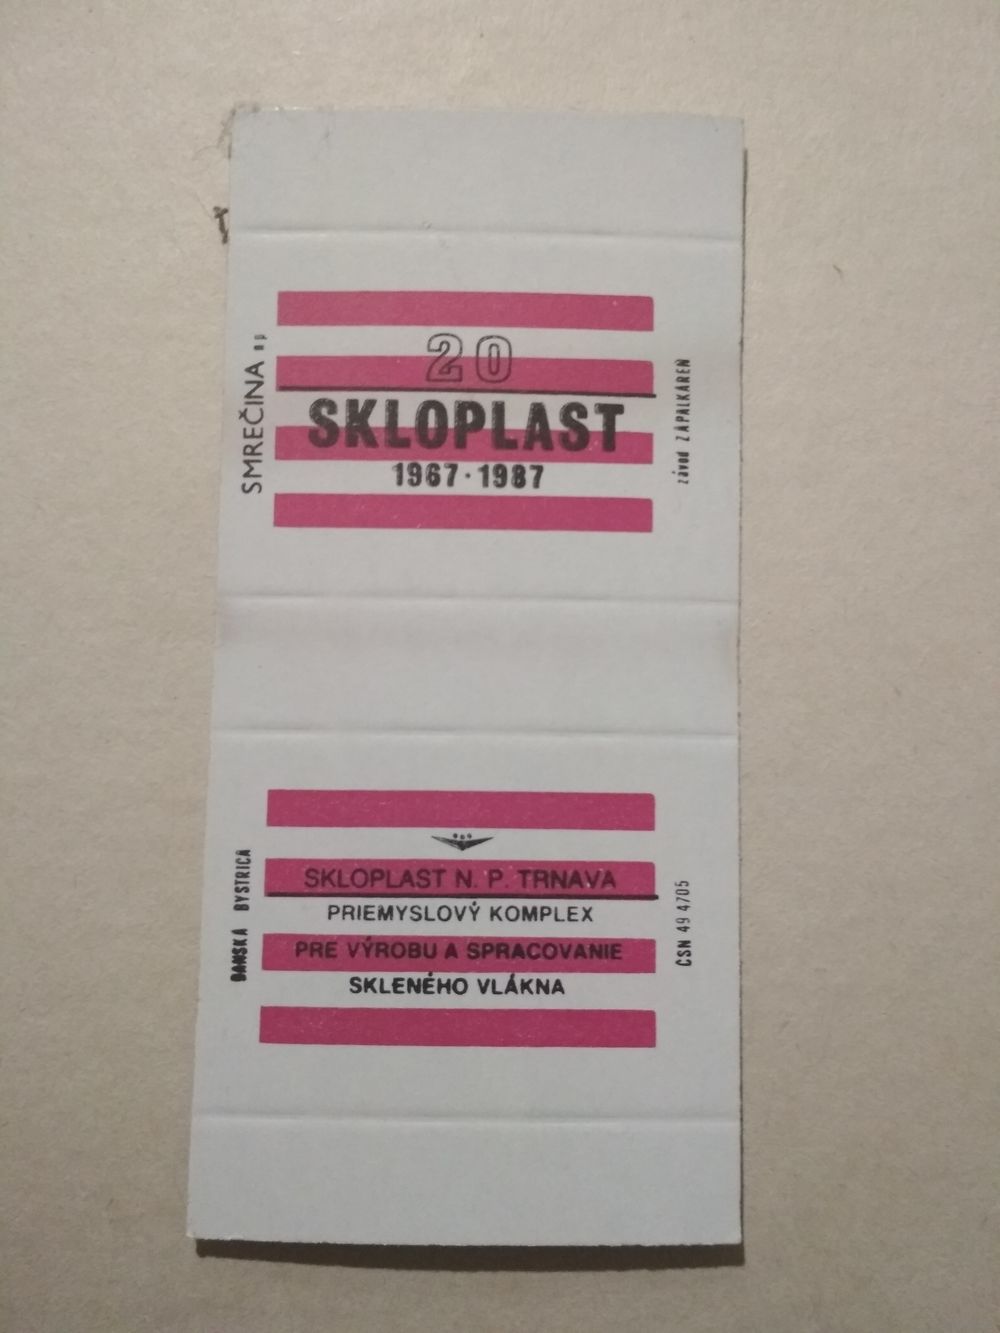 SMREČINA n p
20
SKLOPLAST
1967·1987
závod ZÁPALKÁREŇ
BANSKÁ BYSTRICA
SKLOPLAST N. P. TRNAVA
PRIEMYSLOVÝ KOMPLEX
PRE VÝROBU A SPRACOVANIE
SKLENÉHO VLÁKNA
ČSN 49 4705